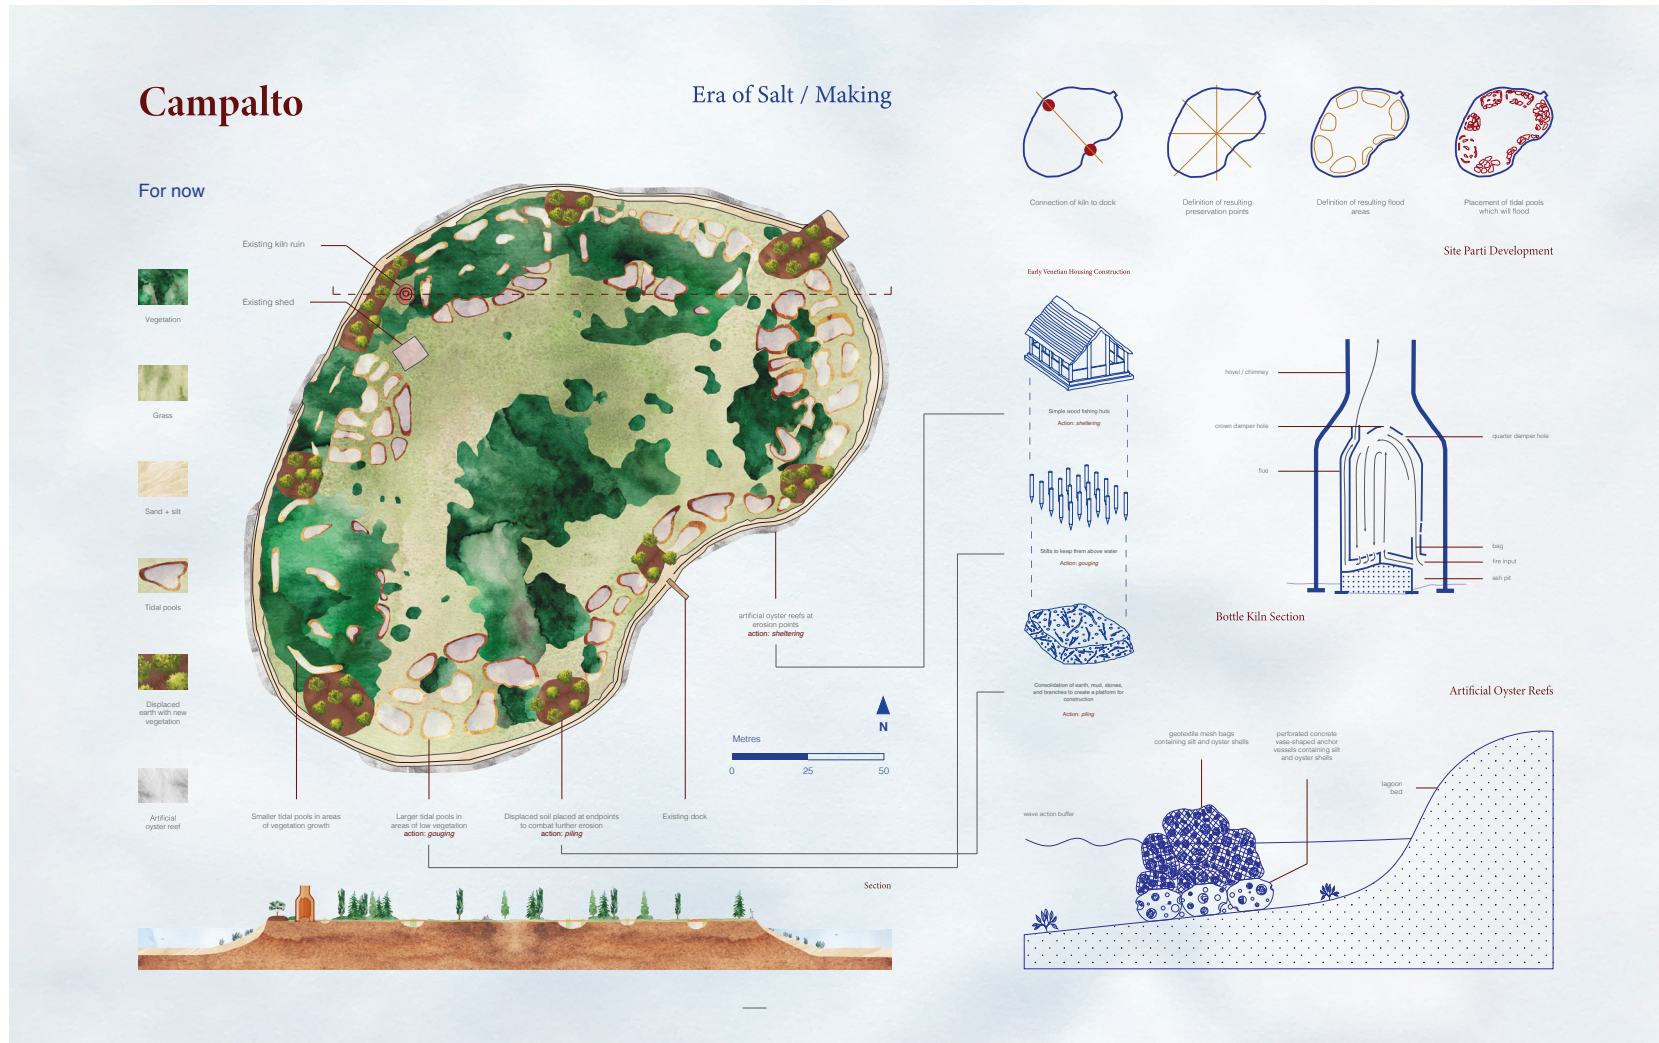 Campalto
Era of Salt / Making
For now
Existing kiln ruin
Existing shed
Vegetation
Grass
Sand + silt
Tidal pools
Displaced
earth with new
vegetation
Artificial
oyster reef
Smaller tidal pools in areas
of vegetation growth
Larger tidal pools in
areas of low vegetation
action: gouging
Displaced soil placed at endpoints
to combat further erosion
action: piling
Existing dock
artificial oyster reefs at
erosion points
action: sheltering
N
Metres
0 25 50
Section
Connection of kiln to dock
Definition of resulting
preservation points
Definition of resulting flood
areas
Placement of tidal pools
which will flood
Site Parti Development
Early Venetian Housing Construction
Simple wood fishing huts
Action: sheltering
Stilts to keep them above water
Action: gouging
Consolidation of earth, mud, stones,
and branches to create a platform for
construction
Action: piling
hovel / chimney
crown damper hole
quarter damper hole
flue
bag
fire input
ash pit
Bottle Kiln Section
Artificial Oyster Reefs
geotextile mesh bags
containing silt and oyster shells
perforated concrete
vase-shaped anchor
vessels containing silt
and oyster shells
lagoon
bed
wave action buffer